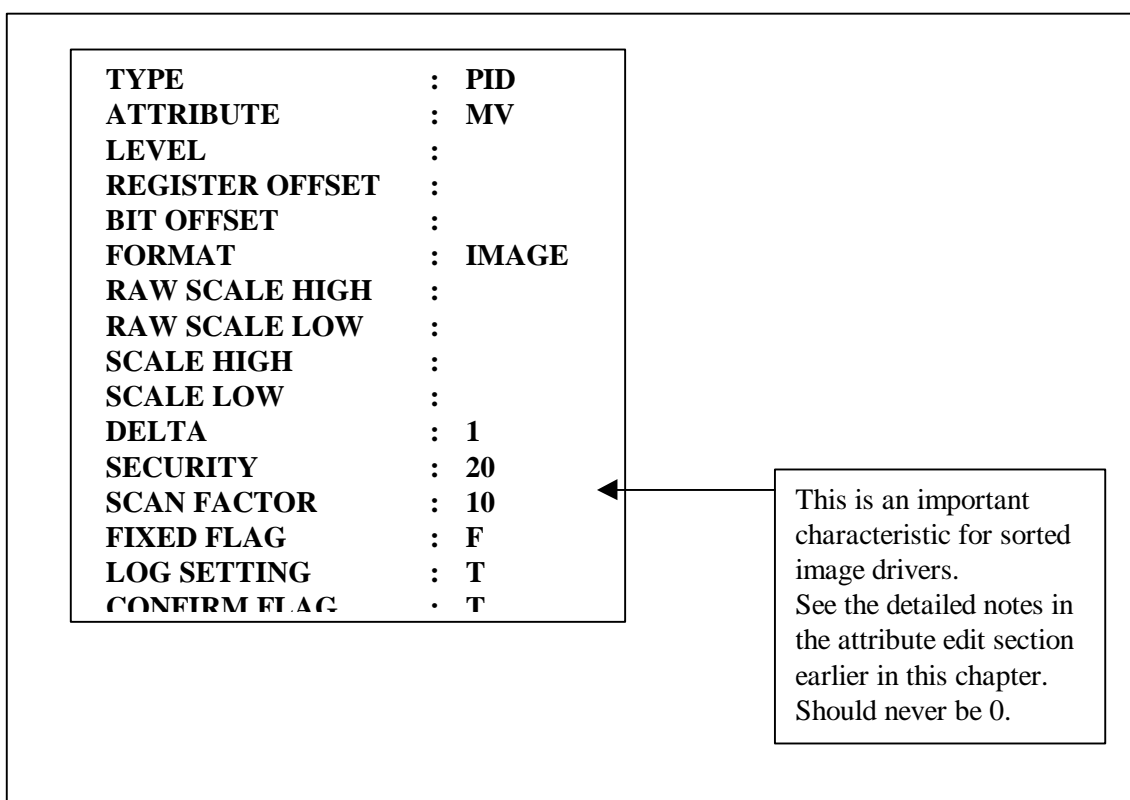 TYPE : PID
ATTRIBUTE : MV
LEVEL :
REGISTER OFFSET :
BIT OFFSET :
FORMAT : IMAGE
RAW SCALE HIGH :
RAW SCALE LOW :
SCALE HIGH :
SCALE LOW :
DELTA : 1
SECURITY : 20
SCAN FACTOR : 10
FIXED FLAG : F
LOG SETTING : T
CONFIRM FLAG : T
This is an important
characteristic for sorted
image drivers.
See the detailed notes in
the attribute edit section
earlier in this chapter.
Should never be 0.